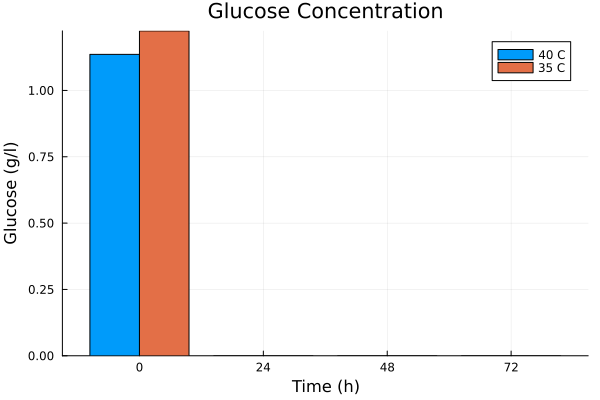 Glucose Concentration
40 C
35 C
Glucose (g/l)
1.00
0.75
0.50
0.25
0.00
0 24 48 72
Time (h)